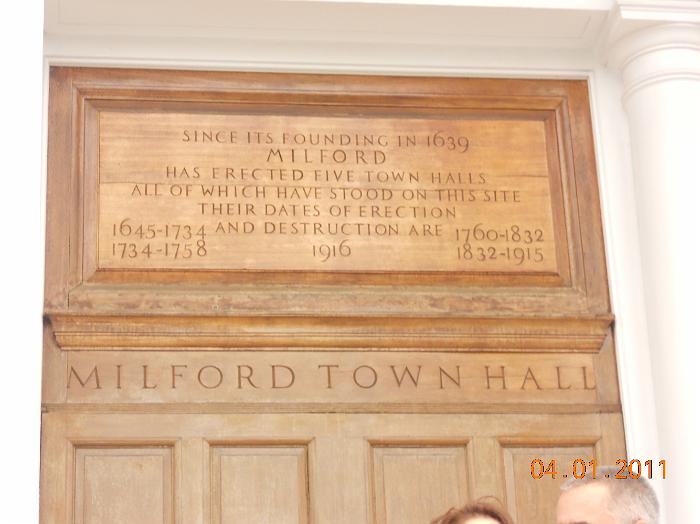 SINCE ITS FOUNDING IN 1639
MILFORD
HAS ERECTED FIVE TOWN HALLS
ALL OF WHICH HAVE STOOD ON THIS SITE
THEIR DATES OF ERECTION
AND DESTRUCTION ARE
1645-1734
1734-1758
1916
1760-1832
1832-1915
MILFORD TOWN HALL
04.01.2011